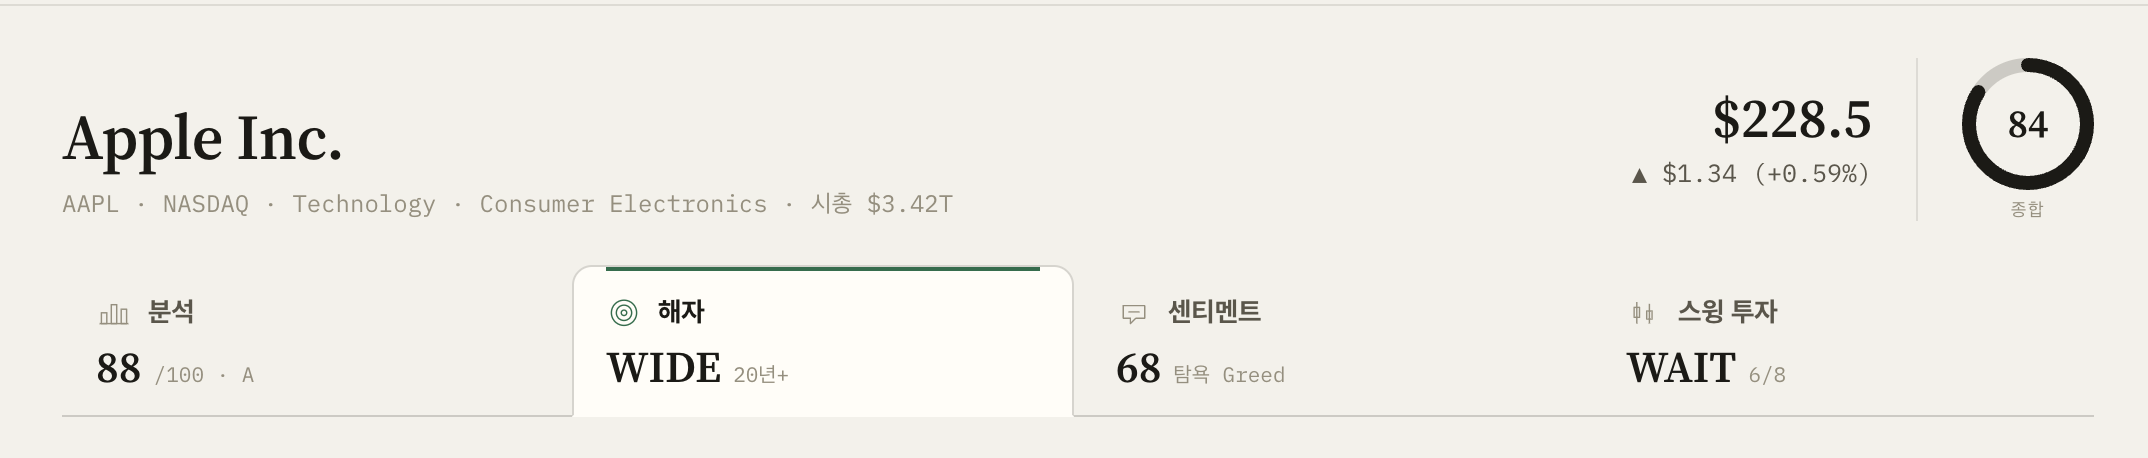 Apple Inc.
AAPL · NASDAQ · Technology · Consumer Electronics · 시총 $3.42T
$228.5
▲ $1.34 (+0.59%)
84
종합
분석
88 /100 · A
해자
WIDE 20년+
센티멘트
68 탐욕 Greed
스윙 투자
WAIT 6/8